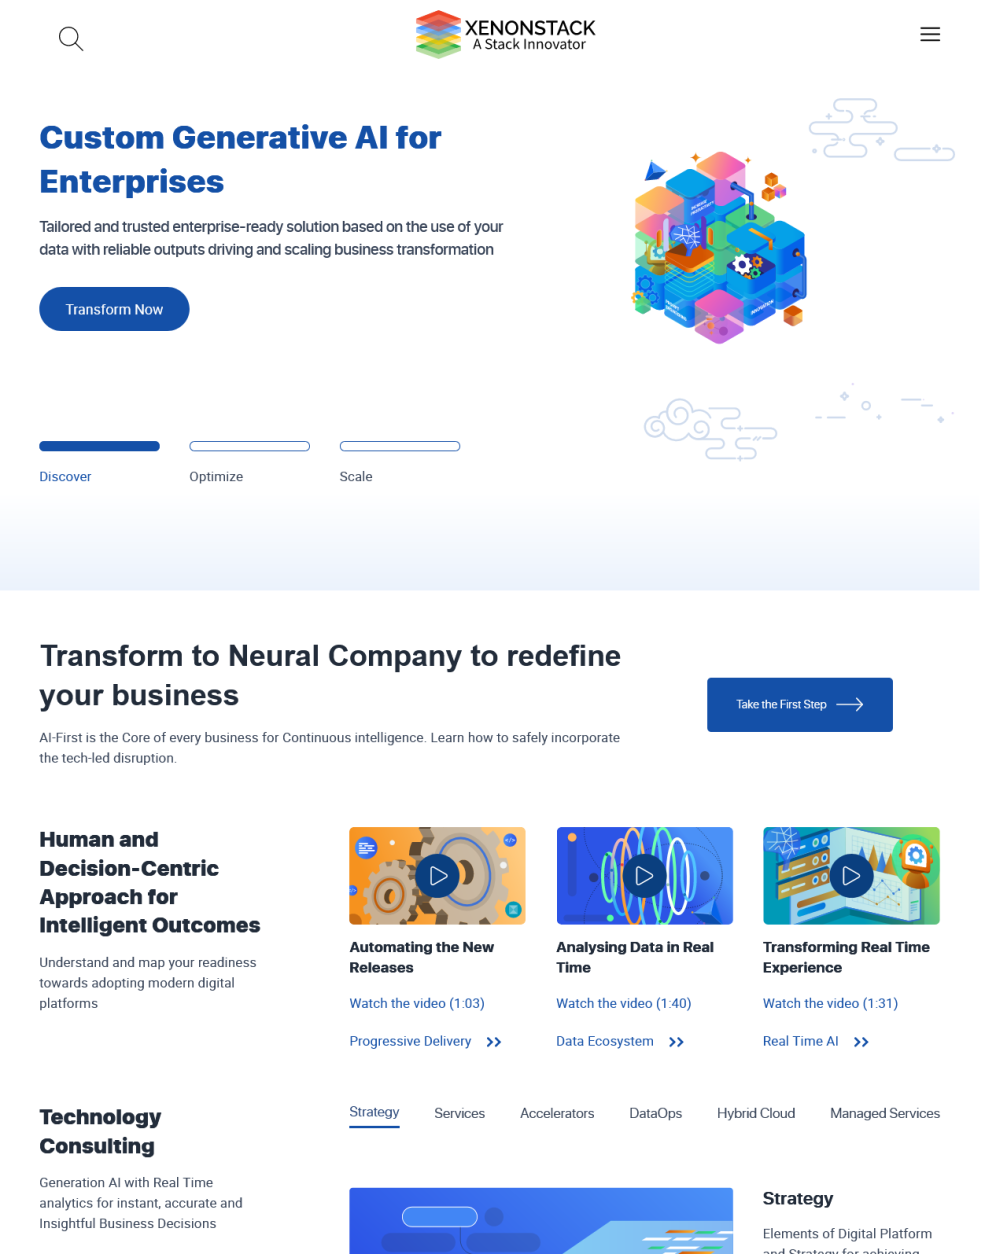 XENONSTACK
A Stack Innovator
Custom Generative AI for
Enterprises
Tailored and trusted enterprise-ready solution based on the use of your
data with reliable outputs driving and scaling business transformation
Transform Now
Discover
Optimize
Scale
Transform to Neural Company to redefine
your business
AI-First is the Core of every business for Continuous intelligence. Learn how to safely incorporate
the tech-led disruption.
Take the First Step
Human and
Decision-Centric
Approach for
Intelligent Outcomes
Understand and map your readiness
towards adopting modern digital
platforms
Automating the New
Releases
Watch the video (1:03)
Progressive Delivery
Analysing Data in Real
Time
Watch the video (1:40)
Data Ecosystem
Transforming Real Time
Experience
Watch the video (1:31)
Real Time AI
Technology
Consulting
Generation AI with Real Time
analytics for instant, accurate and
Insightful Business Decisions
Strategy
Services
Accelerators
DataOps
Hybrid Cloud
Managed Services
Strategy
Elements of Digital Platform
and Strategy for achieving